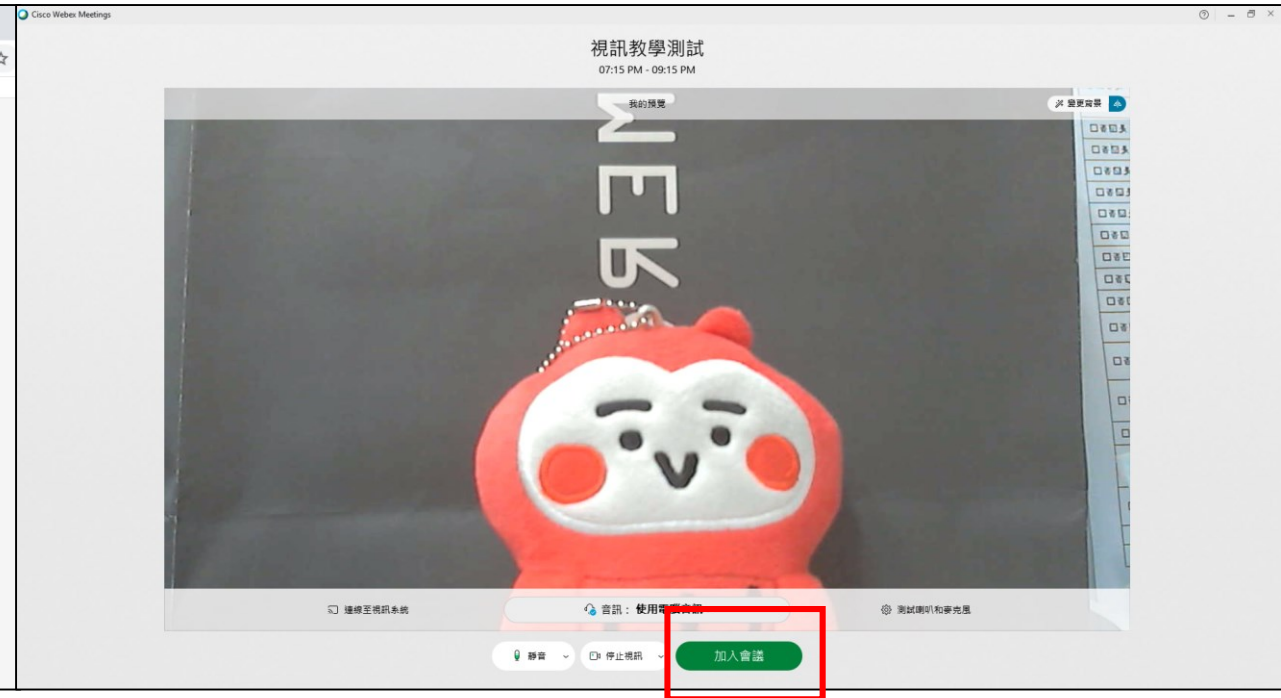 Cisco Webex Meetings
視訊教學測試
07:15 PM - 09:15 PM
我的預覽
變更背景
連線至視訊系統
音訊： 使用電腦音訊
測試喇叭和麥克風
靜音
停止視訊
加入會議